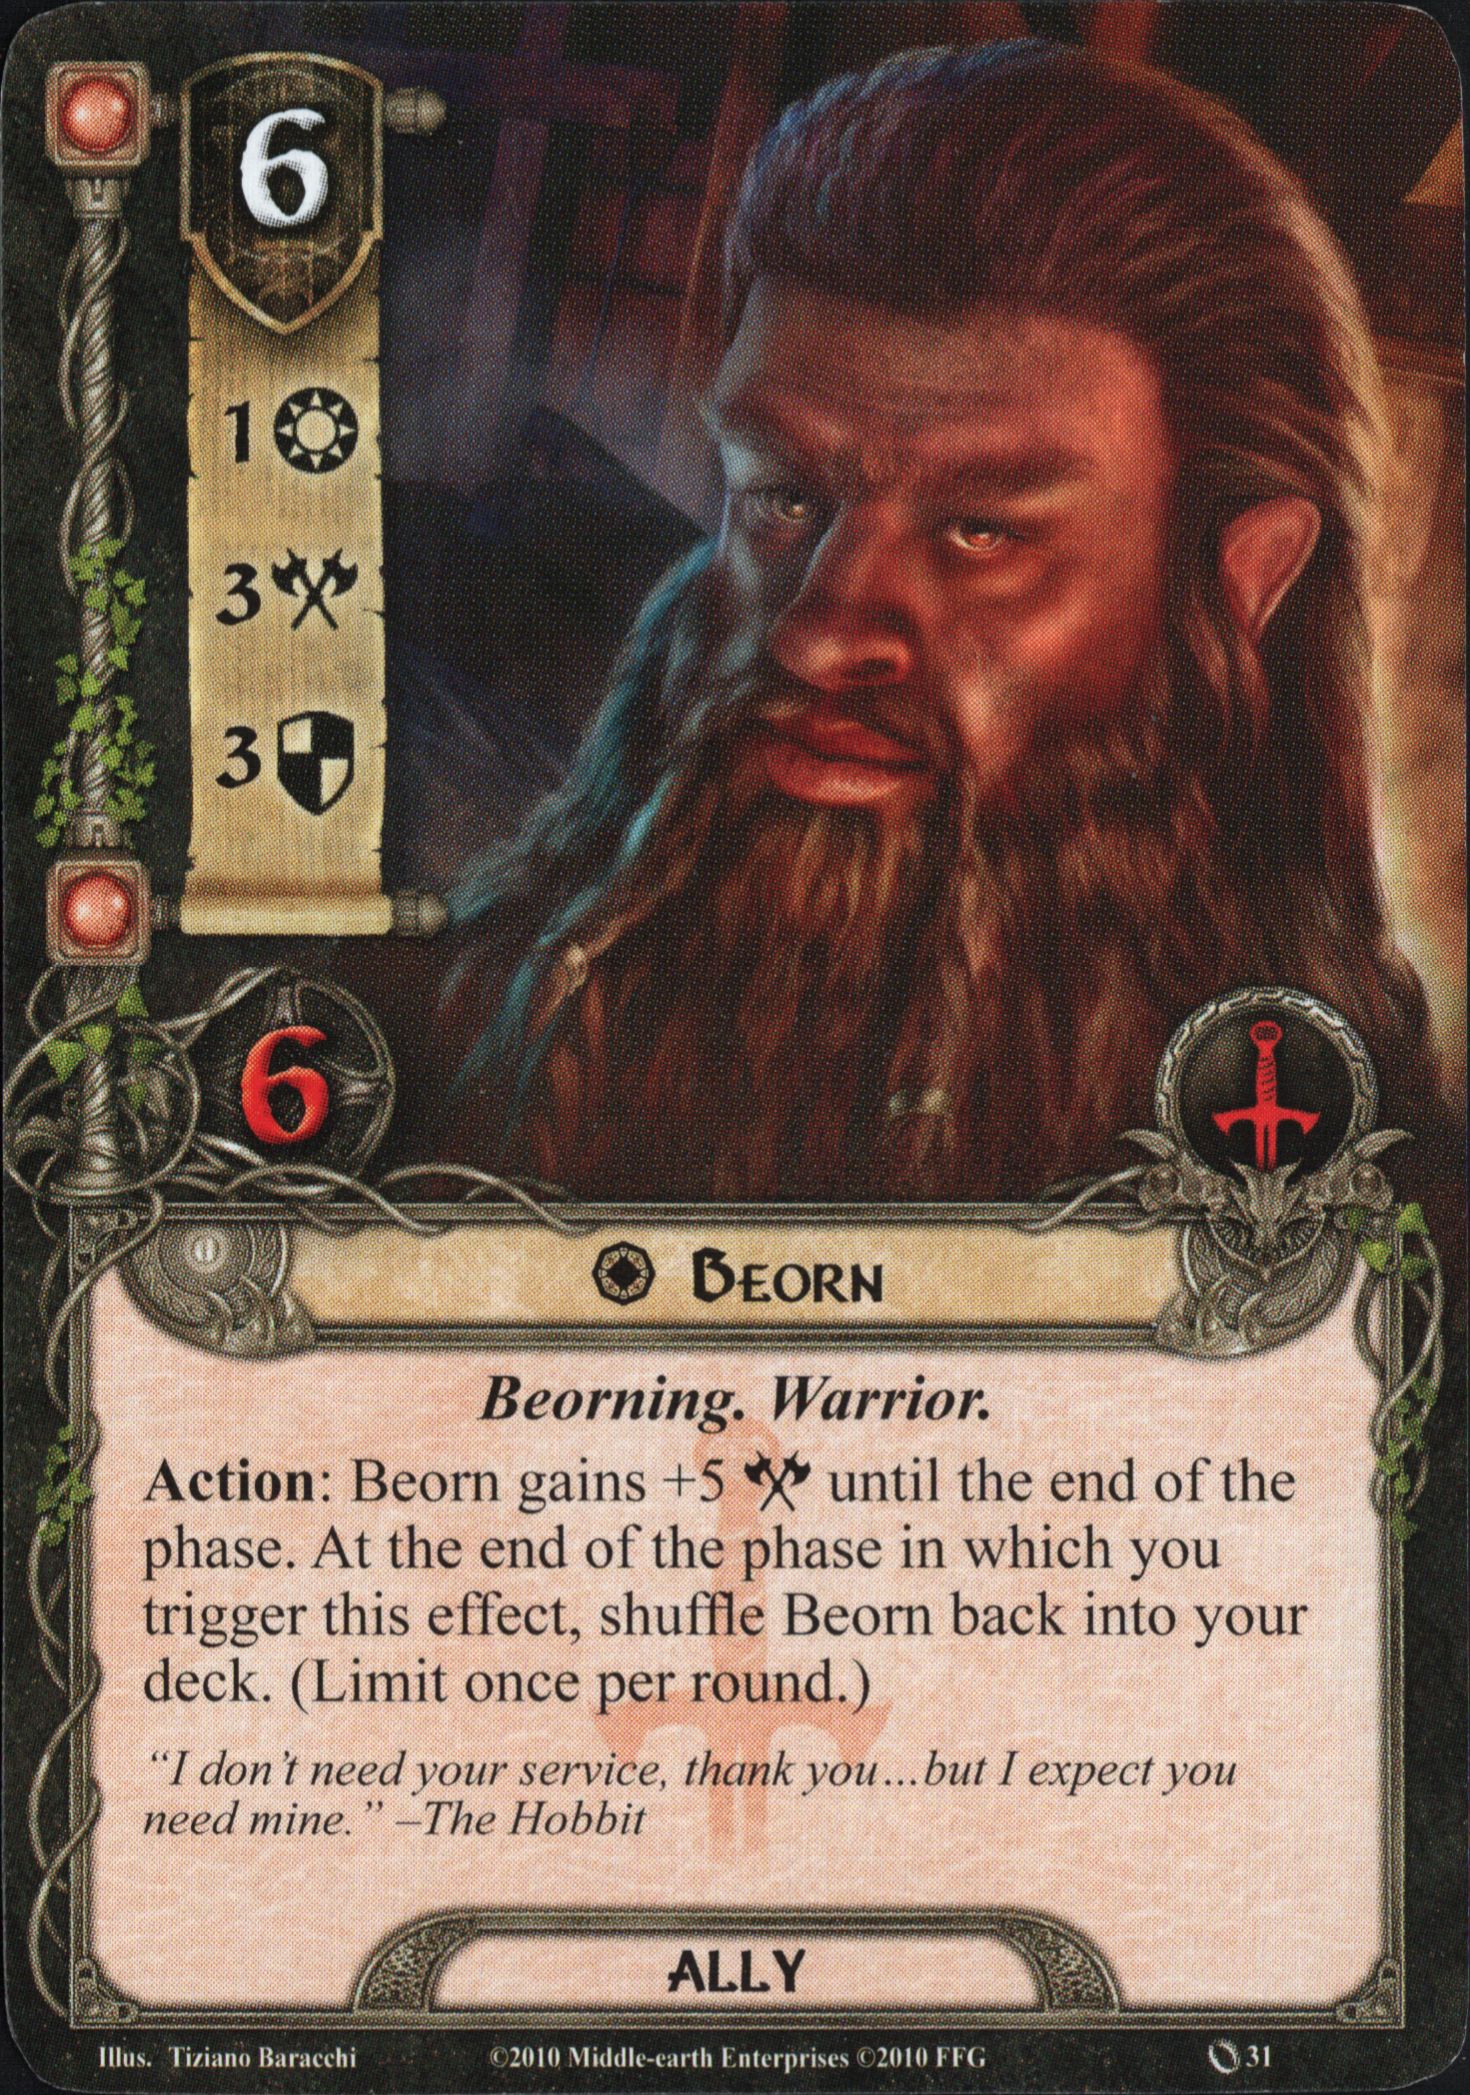 6
1
3
3
6
BEORN
Beorning. Warrior.
Action: Beorn gains +5 until the end of the
phase. At the end of the phase in which you
trigger this effect, shuffle Beorn back into your
deck. (Limit once per round.)
“I don’t need your service, thank you...but I expect you
need mine.” –The Hobbit
ALLY
Illus. Tiziano Baracchi ©2010 Middle-earth Enterprises ©2010 FFG 31